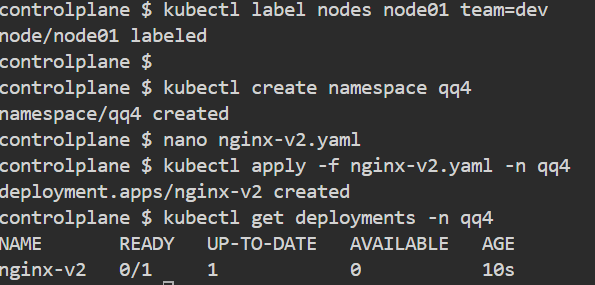 controlplane $ kubectl label nodes node01 team=dev
node/node01 labeled
controlplane $
controlplane $ kubectl create namespace qq4
namespace/qq4 created
controlplane $ nano nginx-v2.yaml
controlplane $ kubectl apply -f nginx-v2.yaml -n qq4
deployment.apps/nginx-v2 created
controlplane $ kubectl get deployments -n qq4
NAME       READY   UP-TO-DATE   AVAILABLE   AGE
nginx-v2   0/1     1            0           10s